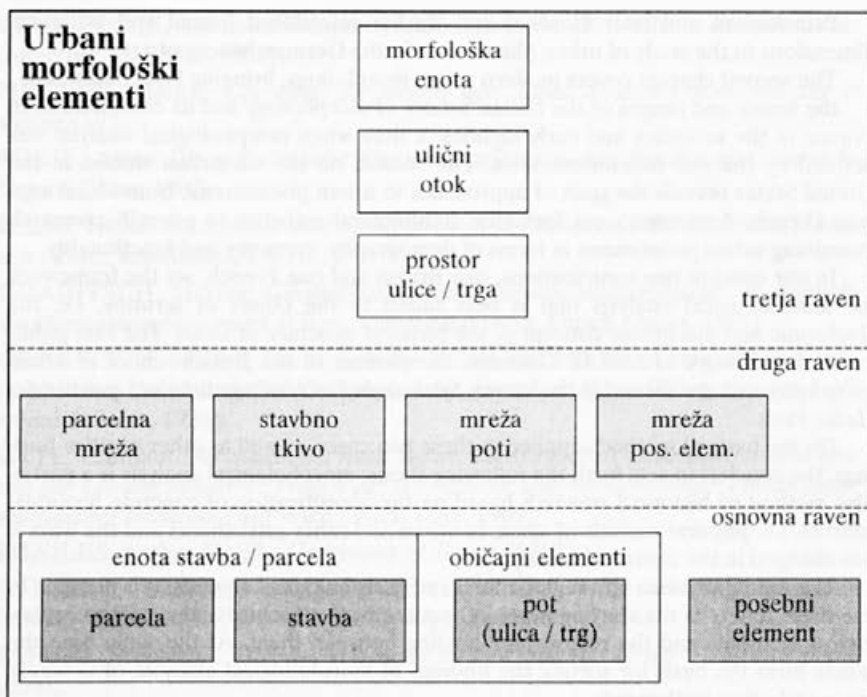 Urbani
morfološki
elementi
morfološka
enota
ulični
otok
prostor
ulice / trga
tretja raven
druga raven
parcelna
mreža
stavbno
tkivo
mreža
poti
mreža
pos. elem.
osnovna raven
enota stavba / parcela
običajni elementi
parcela
stavba
pot
(ulica / trg)
posebni
element